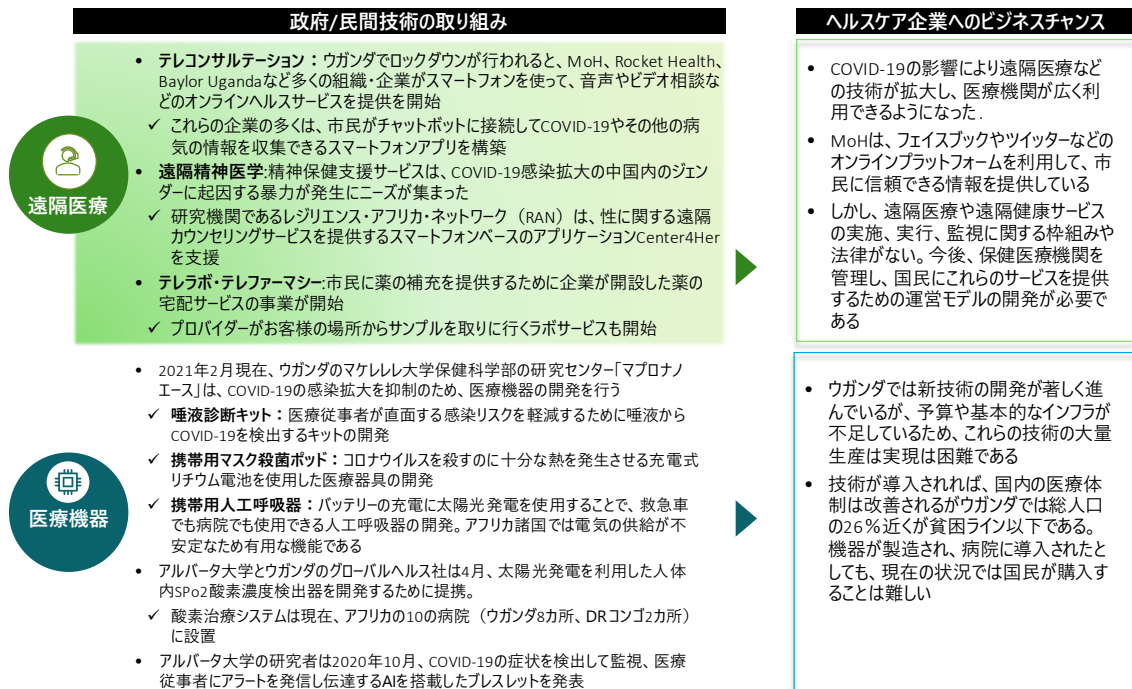 政府/民間技術の取り組み
ヘルスケア企業へのビジネスチャンス
遠隔医療
• テレコンサルテーション：ウガンダでロックダウンが行われると、MoH、Rocket Health、
Baylor Ugandaなど多くの組織・企業がスマートフォンを使って、音声やビデオ相談な
どのオンラインヘルスサービスを提供を開始
✓ これらの企業の多くは、市民がチャットボットに接続してCOVID-19やその他の病
気の情報を収集できるスマートフォンアプリを構築
• 遠隔精神医学:精神保健支援サービスは、COVID-19感染拡大の中国内のジェン
ダーに起因する暴力が発生にニーズが集まった
✓ 研究機関であるレジリエンス・アフリカ・ネットワーク（RAN）は、性に関する遠隔
カウンセリングサービスを提供するスマートフォンベースのアプリケーションCenter4Her
を支援
• テレラボ・テレファーマシー:市民に薬の補充を提供するために企業が開設した薬の
宅配サービスの事業が開始
✓ プロバイダーがお客様の場所からサンプルを取りに行くラボサービスも開始
• COVID-19の影響により遠隔医療など
の技術が拡大し、医療機関が広く利
用できるようになった.
• MoHは、フェイスブックやツイッターなどの
オンラインプラットフォームを利用して、市
民に信頼できる情報を提供している
• しかし、遠隔医療や遠隔健康サービス
の実施、実行、監視に関する枠組みや
法律がない。今後、保健医療機関を
管理し、国民にこれらのサービスを提供
するための運営モデルの開発が必要で
ある
医療機器
• 2021年2月現在、ウガンダのマケレレレ大学保健科学部の研究センター「マプロナノ
エース」は、COVID-19の感染拡大を抑制のため、医療機器の開発を行う
✓ 唾液診断キット：医療従事者が直面する感染リスクを軽減するために唾液から
COVID-19を検出するキットの開発
✓ 携帯用マスク殺菌ポッド：コロナウイルスを殺すのに十分な熱を発生させる充電式
リチウム電池を使用した医療器具の開発
✓ 携帯用人工呼吸器：バッテリーの充電に太陽光発電を使用することで、救急車
でも病院でも使用できる人工呼吸器の開発。アフリカ諸国では電気の供給が不
安定なため有用な機能である
• アルバータ大学とウガンダのグローバルヘルス社は4月、太陽光発電を利用した人体
内SPo2酸素濃度検出器を開発するために提携。
✓ 酸素治療システムは現在、アフリカの10の病院（ウガンダ8カ所、DRコンゴ2カ所）
に設置
• アルバータ大学の研究者は2020年10月、COVID-19の症状を検出して監視、医療
従事者にアラートを発信し伝達するAIを搭載したブレスレットを発表
• ウガンダでは新技術の開発が著しく進
んでいるが、予算や基本的なインフラが
不足しているため、これらの技術の大量
生産は実現は困難である
• 技術が導入されれば、国内の医療体
制は改善されるがウガンダでは総人口
の26％近くが貧困ライン以下である。
機器が製造され、病院に導入されたと
しても、現在の状況では国民が購入す
ることは難しい